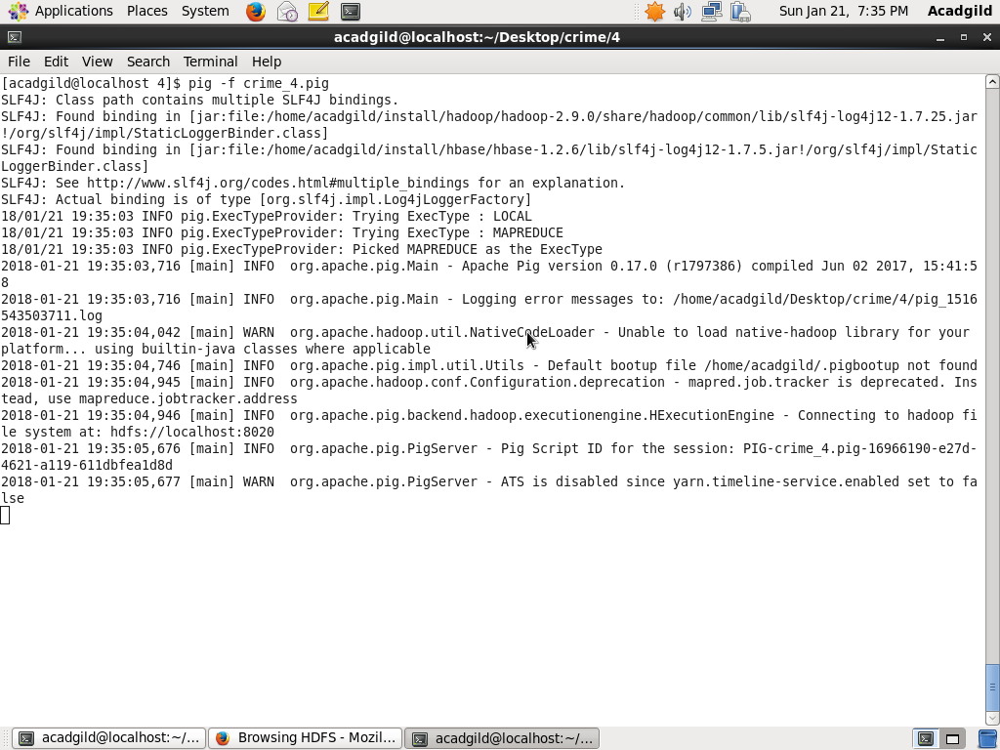 Applications Places System
Sun Jan 21, 7:35 PM Acadgild
acadgild@localhost:~/Desktop/crime/4
File Edit View Search Terminal Help
[acadgild@localhost 4]$ pig -f crime_4.pig
SLF4J: Class path contains multiple SLF4J bindings.
SLF4J: Found binding in [jar:file:/home/acadgild/install/hadoop/hadoop-2.9.0/share/hadoop/common/lib/slf4j-log4j12-1.7.25.jar
!/org/slf4j/impl/StaticLoggerBinder.class]
SLF4J: Found binding in [jar:file:/home/acadgild/install/hbase/hbase-1.2.6/lib/slf4j-log4j12-1.7.5.jar!/org/slf4j/impl/Static
LoggerBinder.class]
SLF4J: See http://www.slf4j.org/codes.html#multiple_bindings for an explanation.
SLF4J: Actual binding is of type [org.slf4j.impl.Log4jLoggerFactory]
18/01/21 19:35:03 INFO pig.ExecTypeProvider: Trying ExecType : LOCAL
18/01/21 19:35:03 INFO pig.ExecTypeProvider: Trying ExecType : MAPREDUCE
18/01/21 19:35:03 INFO pig.ExecTypeProvider: Picked MAPREDUCE as the ExecType
2018-01-21 19:35:03,716 [main] INFO  org.apache.pig.Main - Apache Pig version 0.17.0 (r1797386) compiled Jun 02 2017, 15:41:5
8
2018-01-21 19:35:03,716 [main] INFO  org.apache.pig.Main - Logging error messages to: /home/acadgild/Desktop/crime/4/pig_1516
543503711.log
2018-01-21 19:35:04,042 [main] WARN  org.apache.hadoop.util.NativeCodeLoader - Unable to load native-hadoop library for your
platform... using builtin-java classes where applicable
2018-01-21 19:35:04,746 [main] INFO  org.apache.pig.impl.util.Utils - Default bootup file /home/acadgild/.pigbootup not found
2018-01-21 19:35:04,945 [main] INFO  org.apache.hadoop.conf.Configuration.deprecation - mapred.job.tracker is deprecated. Ins
tead, use mapreduce.jobtracker.address
2018-01-21 19:35:04,946 [main] INFO  org.apache.pig.backend.hadoop.executionengine.HExecutionEngine - Connecting to hadoop fi
le system at: hdfs://localhost:8020
2018-01-21 19:35:05,676 [main] INFO  org.apache.pig.PigServer - Pig Script ID for the session: PIG-crime_4.pig-16966190-e27d-
4621-a119-611dbfea1d8d
2018-01-21 19:35:05,677 [main] WARN  org.apache.pig.PigServer - ATS is disabled since yarn.timeline-service.enabled set to fa
lse
acadgild@localhost:~/...
Browsing HDFS - Mozil...
acadgild@localhost:~/...